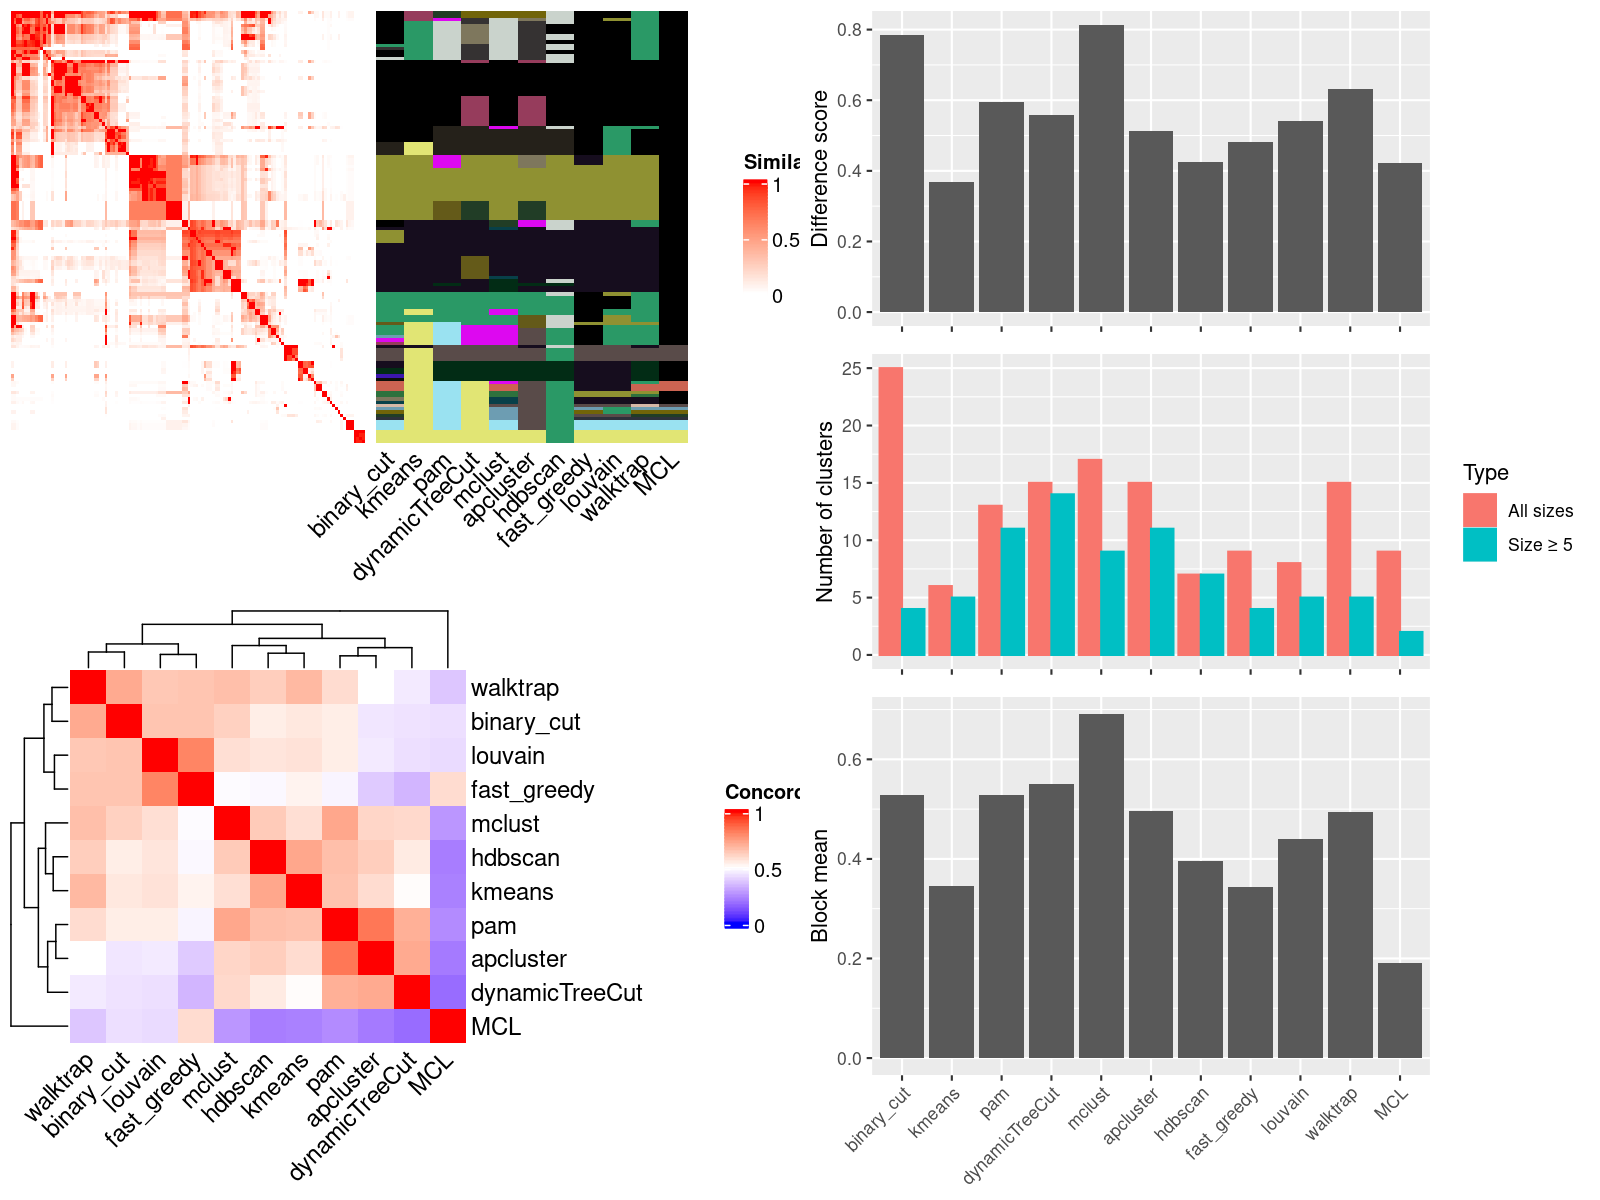 Simila
1
0.5
0
binary_cut
kmeans
pam
dynamicTreeCut
mclust
apcluster
hdbscan
fast_greedy
louvain
walktrap
MCL
walktrap
binary_cut
louvain
fast_greedy
mclust
hdbscan
kmeans
pam
apcluster
dynamicTreeCut
MCL
walktrap
binary_cut
louvain
fast_greedy
mclust
hdbscan
kmeans
pam
apcluster
dynamicTreeCut
MCL
Concord
1
0.5
0
Difference score
0.8
0.6
0.4
0.2
0.0
Number of clusters
25
20
15
10
5
0
Type
All sizes
Size ≥ 5
Block mean
0.6
0.4
0.2
0.0
binary_cut
kmeans
pam
dynamicTreeCut
mclust
apcluster
hdbscan
fast_greedy
louvain
walktrap
MCL